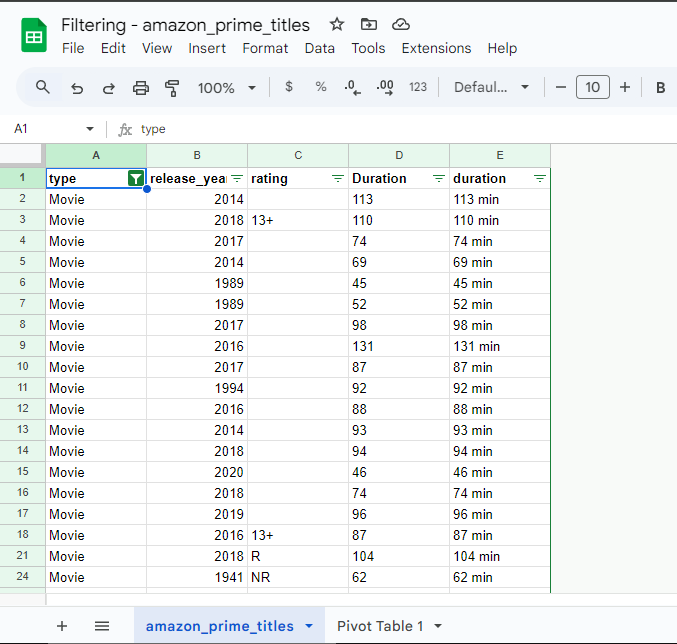 Filtering - amazon_prime_titles
File Edit View Insert Format Data Tools Extensions Help
100% $ % .0 .00 123 Defaul... − 10 + B
A1 fx type
A B C D E
1 type release_yea rating Duration duration
2 Movie 2014 113 113 min
3 Movie 2018 13+ 110 110 min
4 Movie 2017 74 74 min
5 Movie 2014 69 69 min
6 Movie 1989 45 45 min
7 Movie 1989 52 52 min
8 Movie 2017 98 98 min
9 Movie 2016 131 131 min
10 Movie 2017 87 87 min
11 Movie 1994 92 92 min
12 Movie 2016 88 88 min
13 Movie 2014 93 93 min
14 Movie 2018 94 94 min
15 Movie 2020 46 46 min
16 Movie 2018 74 74 min
17 Movie 2019 96 96 min
18 Movie 2016 13+ 87 87 min
21 Movie 2018 R 104 104 min
24 Movie 1941 NR 62 62 min
+ amazon_prime_titles Pivot Table 1